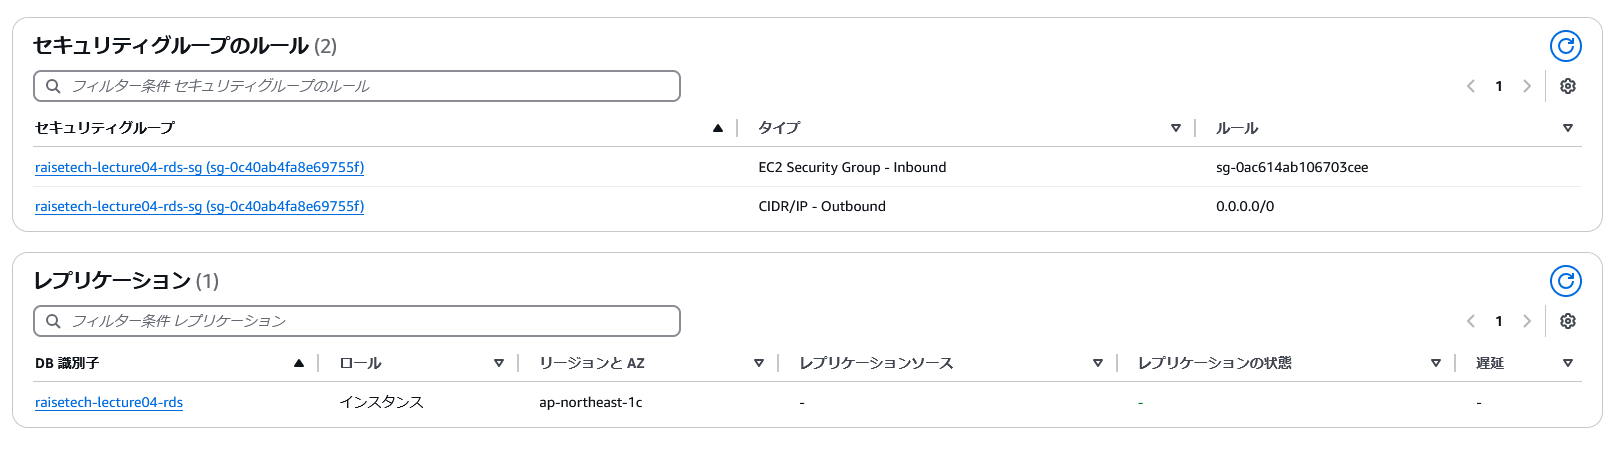 セキュリティグループのルール (2)
フィルター条件 セキュリティグループのルール
1
セキュリティグループ タイプ ルール
raisetech-lecture04-rds-sg (sg-0c40ab4fa8e69755f) EC2 Security Group - Inbound sg-0ac614ab106703cee
raisetech-lecture04-rds-sg (sg-0c40ab4fa8e69755f) CIDR/IP - Outbound 0.0.0.0/0
レプリケーション (1)
フィルター条件 レプリケーション
1
DB 識別子 ロール リージョンと AZ レプリケーションソース レプリケーションの状態 遅延
raisetech-lecture04-rds インスタンス ap-northeast-1c - - -